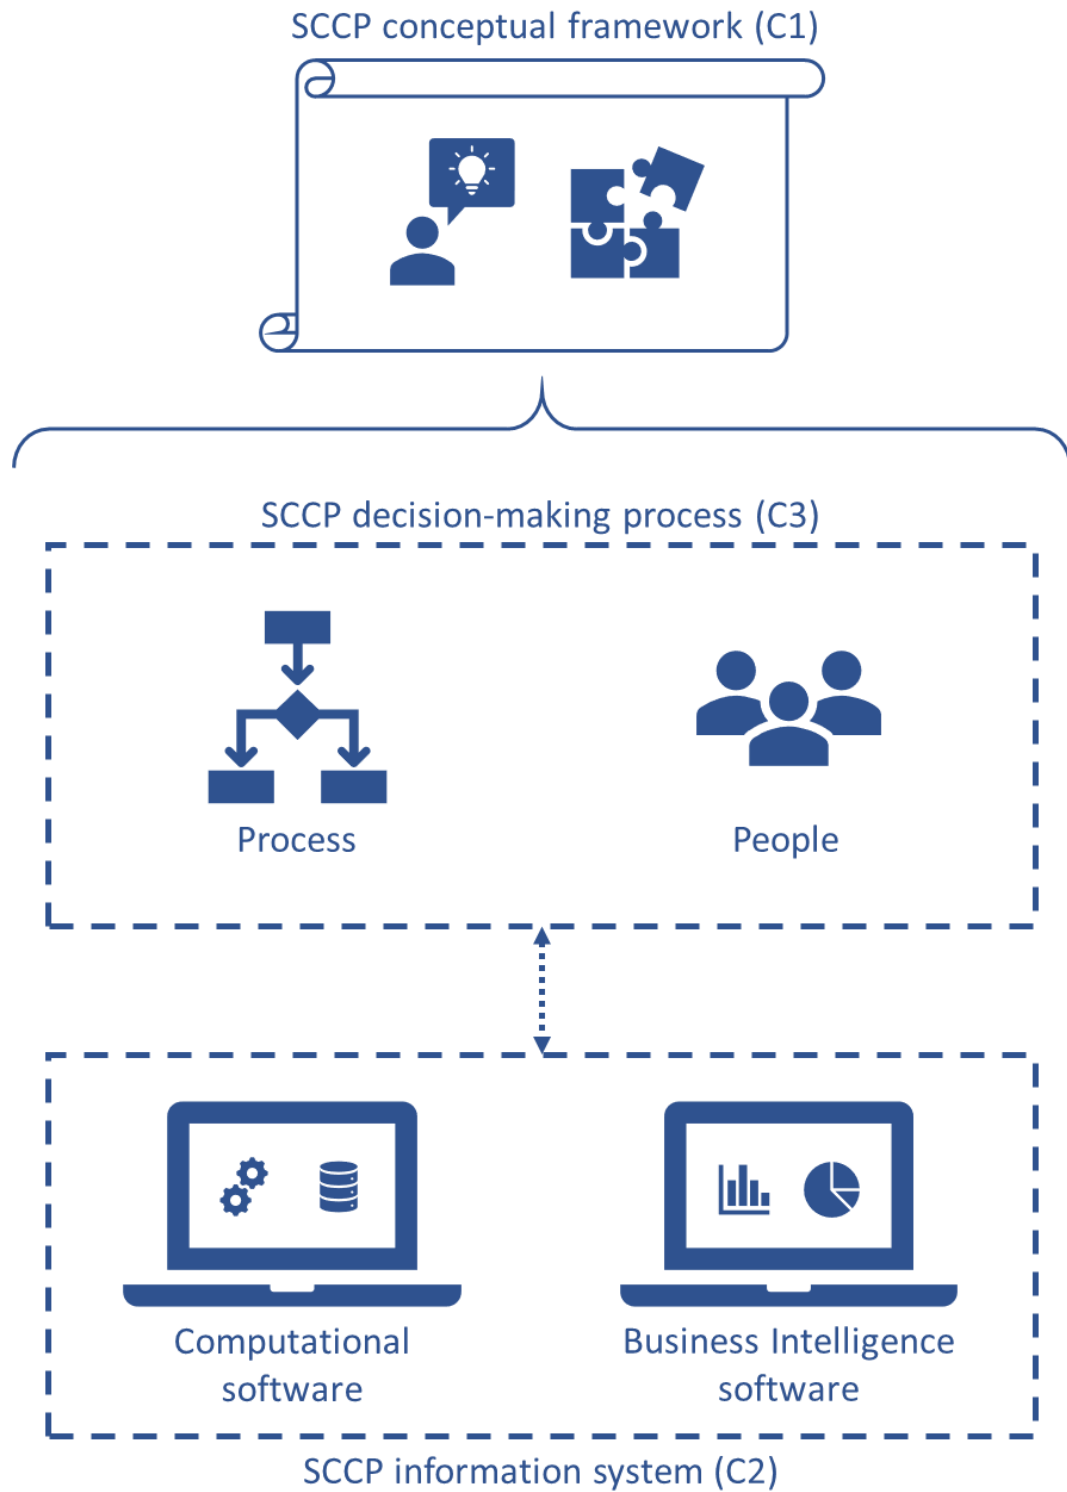 SCCP conceptual framework (C1)
SCCP decision-making process (C3)
Process
People
Computational
software
Business Intelligence
software
SCCP information system (C2)